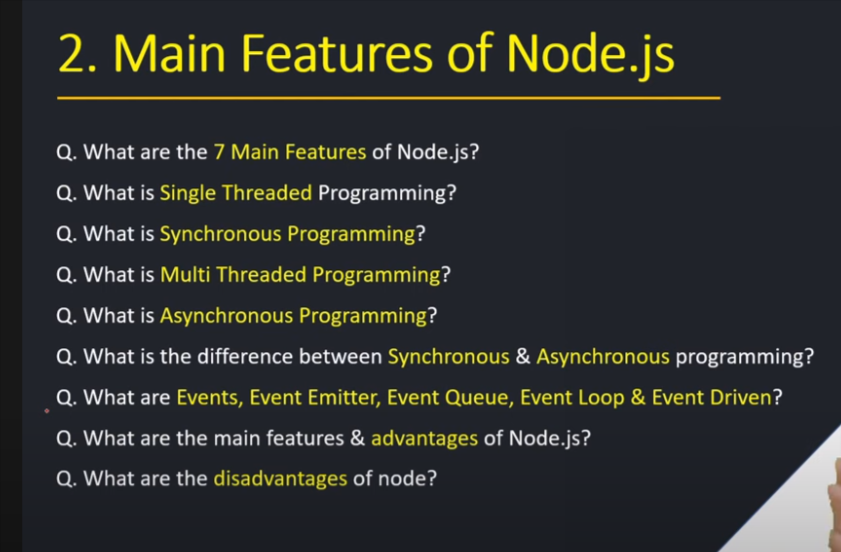 2. Main Features of Node.js
Q. What are the 7 Main Features of Node.js?
Q. What is Single Threaded Programming?
Q. What is Synchronous Programming?
Q. What is Multi Threaded Programming?
Q. What is Asynchronous Programming?
Q. What is the difference between Synchronous & Asynchronous programming?
Q. What are Events, Event Emitter, Event Queue, Event Loop & Event Driven?
Q. What are the main features & advantages of Node.js?
Q. What are the disadvantages of node?